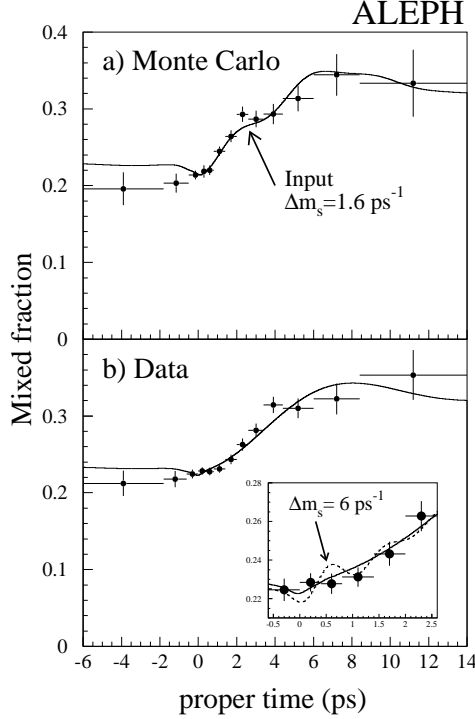 ALEPH
a) Monte Carlo
0.4
0.3
0.2
0.1
0
Input
Δmₛ=1.6 ps⁻¹
Mixed fraction
b) Data
0.3
0.2
0.1
0
0.28
0.26
0.24
0.22
Δmₛ= 6 ps⁻¹
-0.5 0 0.5 1 1.5 2 2.5
-6 -4 -2 0 2 4 6 8 10 12 14
proper time (ps)